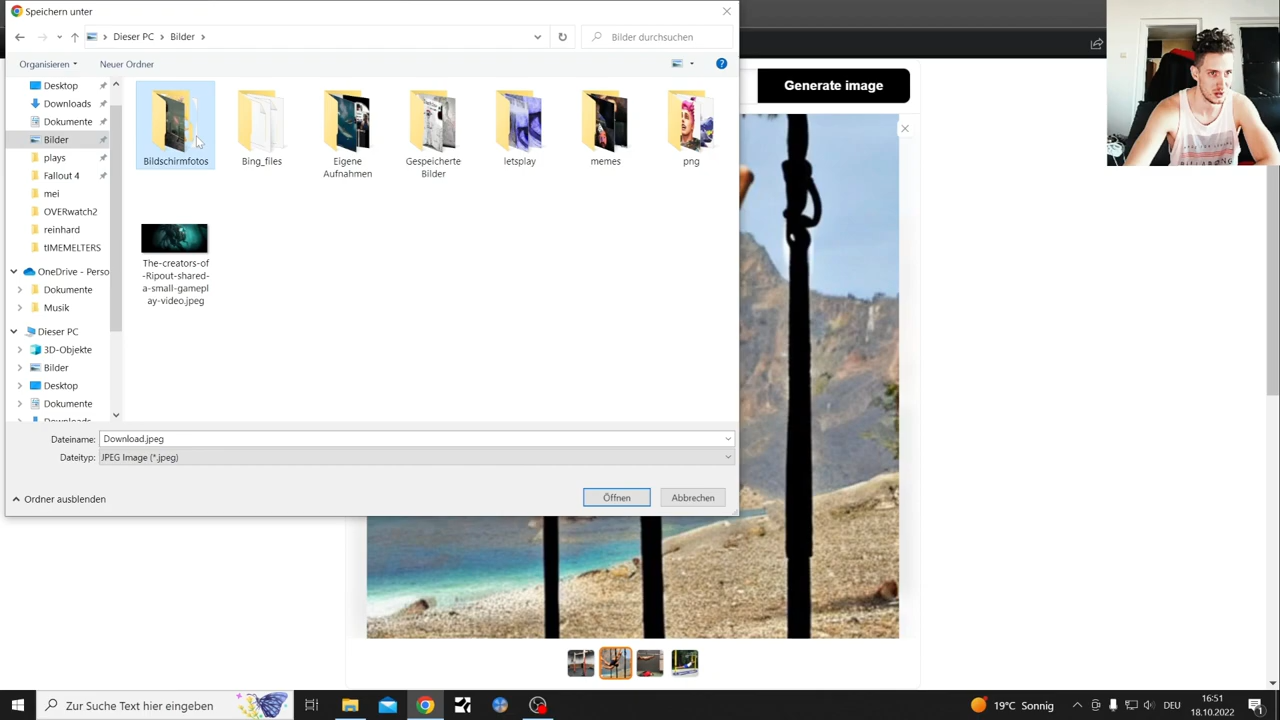 Speichern unter
Dieser PC
Bilder
Bilder durchsuchen
Organisieren
Neuer Ordner
Generate image
Desktop
Downloads
Dokumente
Bilder
plays
Fallout 4
mei
OVERwatch2
reinhard
tIMEMELTERS
OneDrive - Perso
Dokumente
Musik
Dieser PC
3D-Objekte
Bilder
Desktop
Dokumente
Bildschirmfotos
Bing_files
Eigene
Aufnahmen
Gespeicherte
Bilder
letsplay
memes
png
The-creators-of
-Ripout-shared-
a-small-gamepl
ay-video.jpeg
Dateiname:
Download.jpeg
Dateityp:
JPEG Image (*.jpeg)
Ordner ausblenden
Öffnen
Abbrechen
Zur Suche Text hier eingeben
19°C Sonnig
DEU
16:51
18.10.2022
1